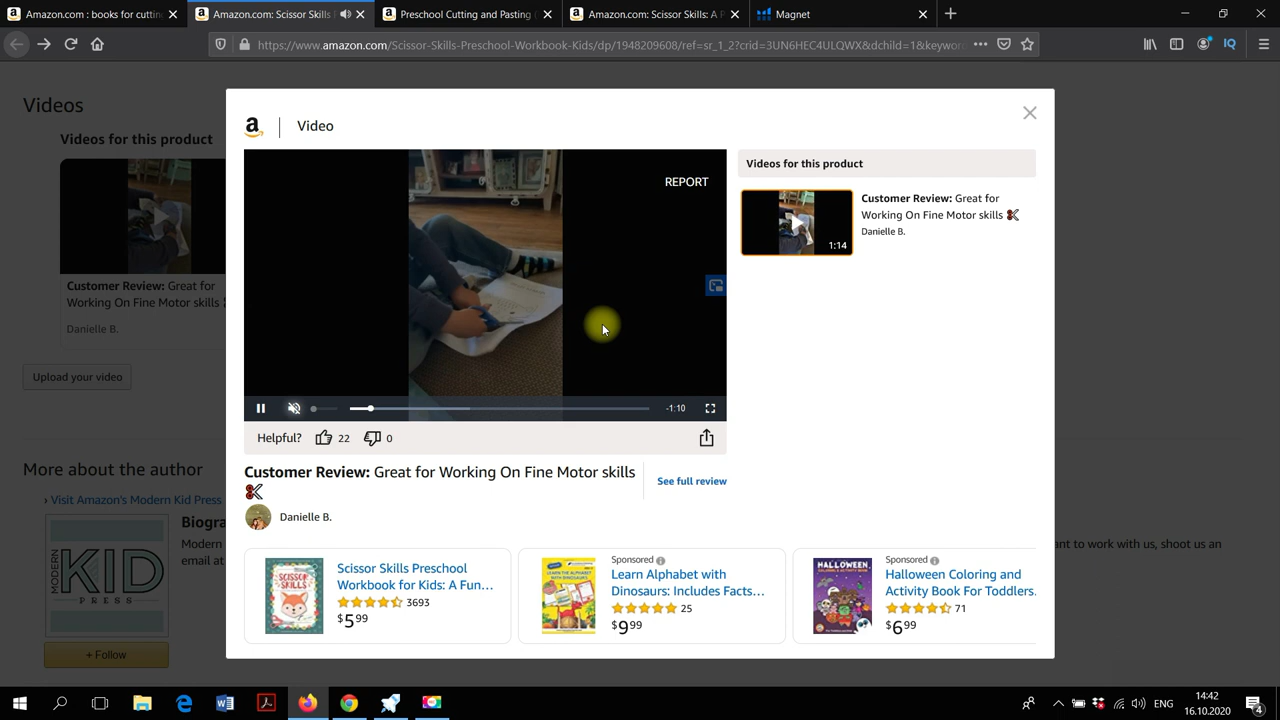 Amazon.com : books for cuttin
Amazon.com: Scissor Skills
Preschool Cutting and Pasting
Amazon.com: Scissor Skills: A P
Magnet
https://www.amazon.com/Scissor-Skills-Preschool-Workbook-Kids/dp/1948209608/ref=sr_1_2?crid=3UN6HEC4ULQWX&dchild=1&keywor
IQ
Videos
Videos for this product
Customer Review: Great for
Working On Fine Motor skills
Danielle B.
Upload your video
More about the author
› Visit Amazon's Modern Kid Press
Biogra
Modern
email at
ant to work with us, shoot us an
MODERN
KID
PRESS
+ Follow
a
Video
REPORT
-1:10
Helpful?
22
0
Customer Review: Great for Working On Fine Motor skills
See full review
Danielle B.
Videos for this product
1:14
Customer Review: Great for
Working On Fine Motor skills
Danielle B.
SCISSOR
SKILLS
Scissor Skills Preschool
Workbook for Kids: A Fun...
3693
$5 99
Sponsored
Learn Alphabet with
Dinosaurs: Includes Facts...
25
$9 99
HALLOWEEN
Sponsored
Halloween Coloring and
Activity Book For Toddlers.
71
$6 99
ENG
14:42
16.10.2020
4